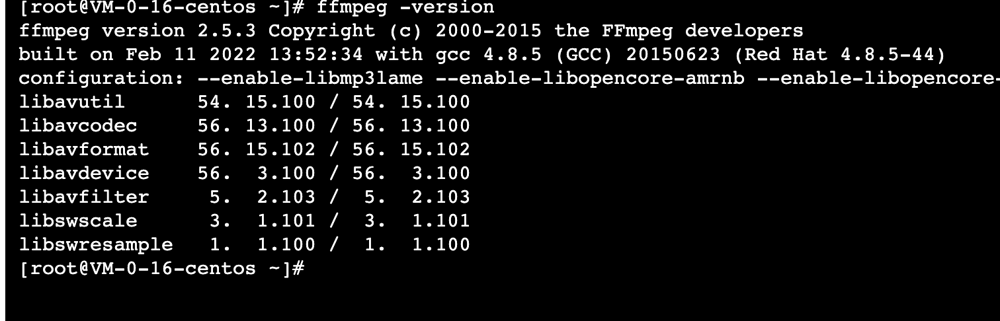 [root@VM-0-16-centos ~]# ffmpeg -version
ffmpeg version 2.5.3 Copyright (c) 2000-2015 the FFmpeg developers
built on Feb 11 2022 13:52:34 with gcc 4.8.5 (GCC) 20150623 (Red Hat 4.8.5-44)
configuration: --enable-libmp3lame --enable-libopencore-amrnb --enable-libopencore-
libavutil      54. 15.100 / 54. 15.100
libavcodec     56. 13.100 / 56. 13.100
libavformat    56. 15.102 / 56. 15.102
libavdevice    56.  3.100 / 56.  3.100
libavfilter     5.  2.103 /  5.  2.103
libswscale      3.  1.101 /  3.  1.101
libswresample   1.  1.100 /  1.  1.100
[root@VM-0-16-centos ~]#